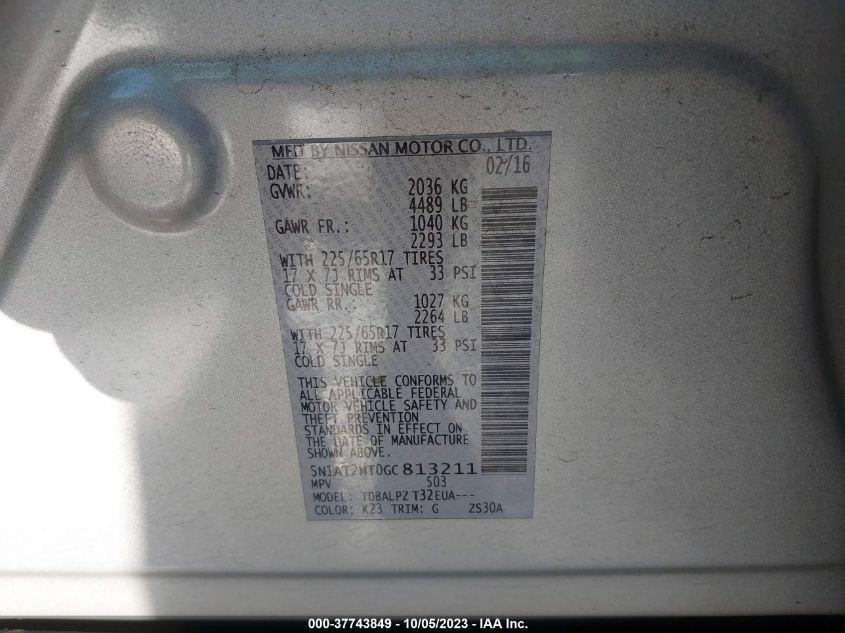 MFD BY NISSAN MOTOR CO., LTD.
DATE: 02/16
GVWR: 2036 KG
4489 LB
GAWR FR.: 1040 KG
2293 LB
WITH 225/65R17 TIRES
17 X 7J RIMS AT 33 PSI
COLD SINGLE
GAWR RR.: 1027 KG
2264 LB
WITH 225/65R17 TIRES
17 X 7J RIMS AT 33 PSI
COLD SINGLE
THIS VEHICLE CONFORMS TO
ALL APPLICABLE FEDERAL
MOTOR VEHICLE SAFETY AND
THEFT PREVENTION
STANDARDS IN EFFECT ON
THE DATE OF MANUFACTURE
SHOWN ABOVE.
5N1AT2MT0GC813211
MPV 503
MODEL: TDBALPZ T32EUA---
COLOR: K23 TRIM: G ZS30A
000-37743849 - 10/05/2023 - IAA Inc.